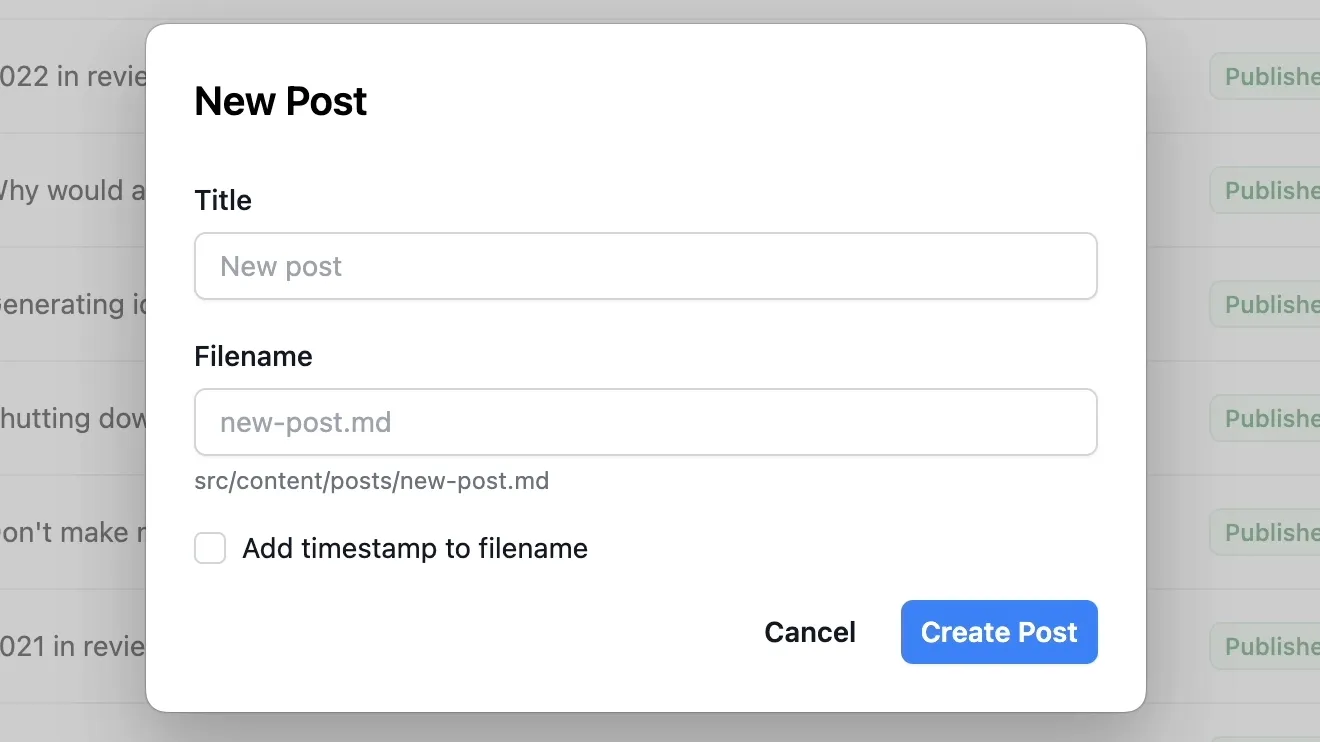 New Post
Title
New post
Filename
new-post.md
src/content/posts/new-post.md
Add timestamp to filename
Cancel
Create Post
022 in revie
Publishe
hy would a
Publishe
enerating
Publishe
hutting dow
Publishe
on't make
Publishe
021 in revie
Publishe